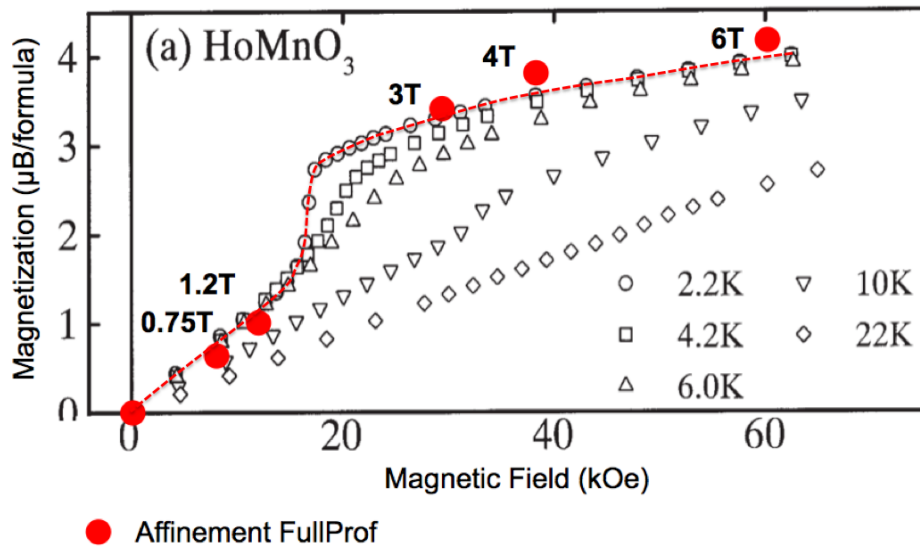 (a) HoMnO3
6T
4T
3T
1.2T
0.75T
Magnetization (μB/formula)
4
3
2
1
0
0 20 40 60
Magnetic Field (kOe)
2.2K 10K
4.2K 22K
6.0K
Affinement FullProf